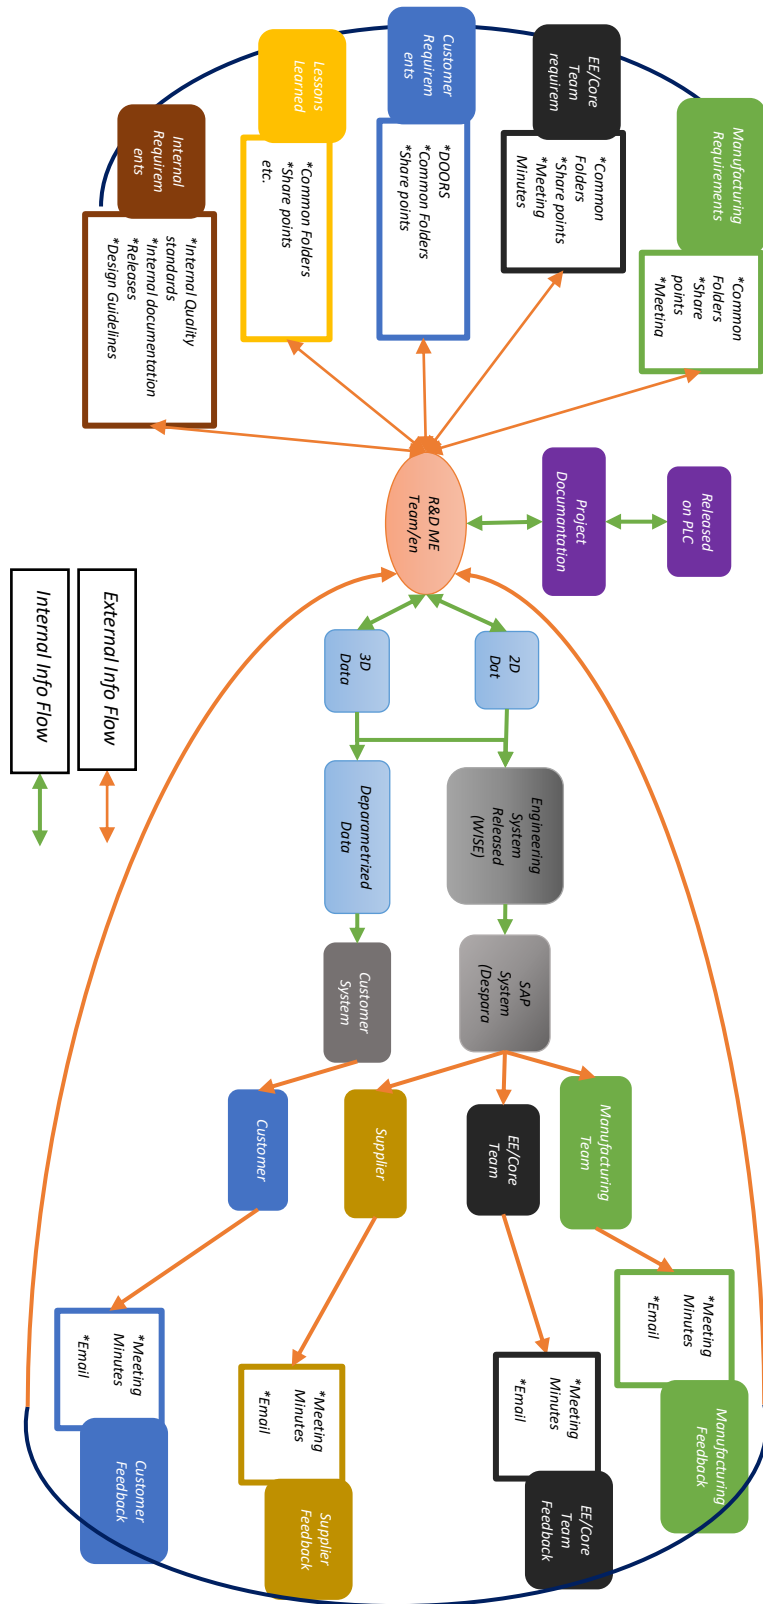 Manufacturing
Requirements
*Common
Folders
*Share
points
*Meeting
EE/Core
Team
requirem
*Common
Folders
*Share points
*Meeting
Minutes
Customer
Requirem
ents
*DOORS
*Common Folders
*Share points
Lessons
Learned
*Common Folders
*Share points
etc.
Internal
Requirem
ents
*Internal Quality
standards
*Internal documentation
*Releases
*Design Guidelines
Released
on PLC
Project
Documantation
R&D ME
Team/en
2D
Dat
3D
Data
Engineering
System
Released
(WISE)
Deparametrized
Data
SAP
System
(Despara
Customer
System
Manufacturing
Team
EE/Core
Team
Supplier
Customer
*Meeting
Minutes
*Email
Manufacturing
Feedback
*Meeting
Minutes
*Email
EE/Core
Team
Feedback
*Meeting
Minutes
*Email
Supplier
Feedback
*Meeting
Minutes
*Email
Customer
Feedback
External Info Flow
Internal Info Flow